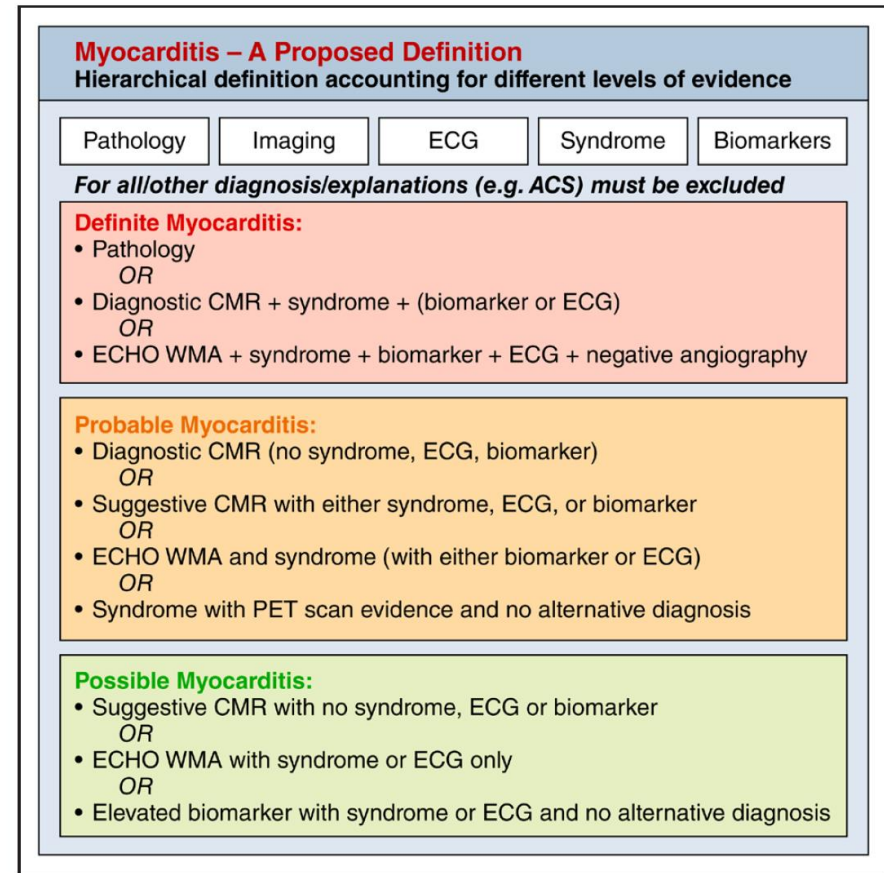 Myocarditis – A Proposed Definition
Hierarchical definition accounting for different levels of evidence
Pathology Imaging ECG Syndrome Biomarkers
For all/other diagnosis/explanations (e.g. ACS) must be excluded
Definite Myocarditis:
• Pathology
OR
• Diagnostic CMR + syndrome + (biomarker or ECG)
OR
• ECHO WMA + syndrome + biomarker + ECG + negative angiography
Probable Myocarditis:
• Diagnostic CMR (no syndrome, ECG, biomarker)
OR
• Suggestive CMR with either syndrome, ECG, or biomarker
OR
• ECHO WMA and syndrome (with either biomarker or ECG)
OR
• Syndrome with PET scan evidence and no alternative diagnosis
Possible Myocarditis:
• Suggestive CMR with no syndrome, ECG or biomarker
OR
• ECHO WMA with syndrome or ECG only
OR
• Elevated biomarker with syndrome or ECG and no alternative diagnosis